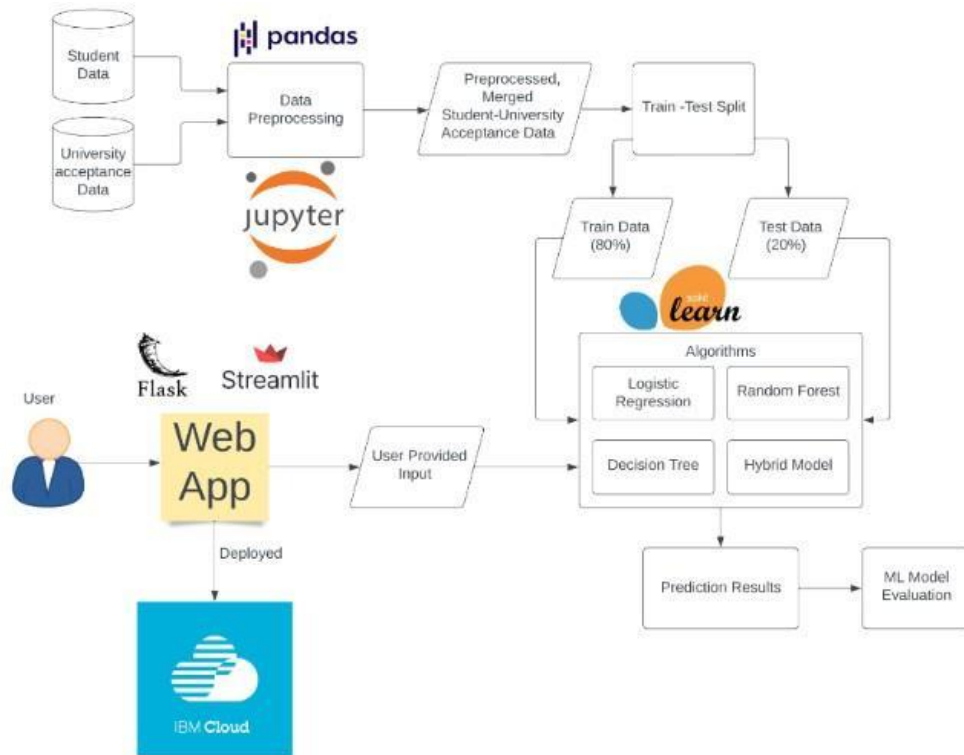 pandas
Student
Data
Data
Preprocessing
Preprocessed,
Merged
Student-University
Acceptance Data
Train -Test Split
University
acceptance
Data
jupyter
Train Data
(80%)
Test Data
(20%)
learn
Algorithms
Logistic
Regression
Random Forest
Decision Tree
Hybrid Model
Flask
Streamlit
User
Web
App
User Provided
Input
Deployed
Prediction Results
ML Model
Evaluation
IBM Cloud